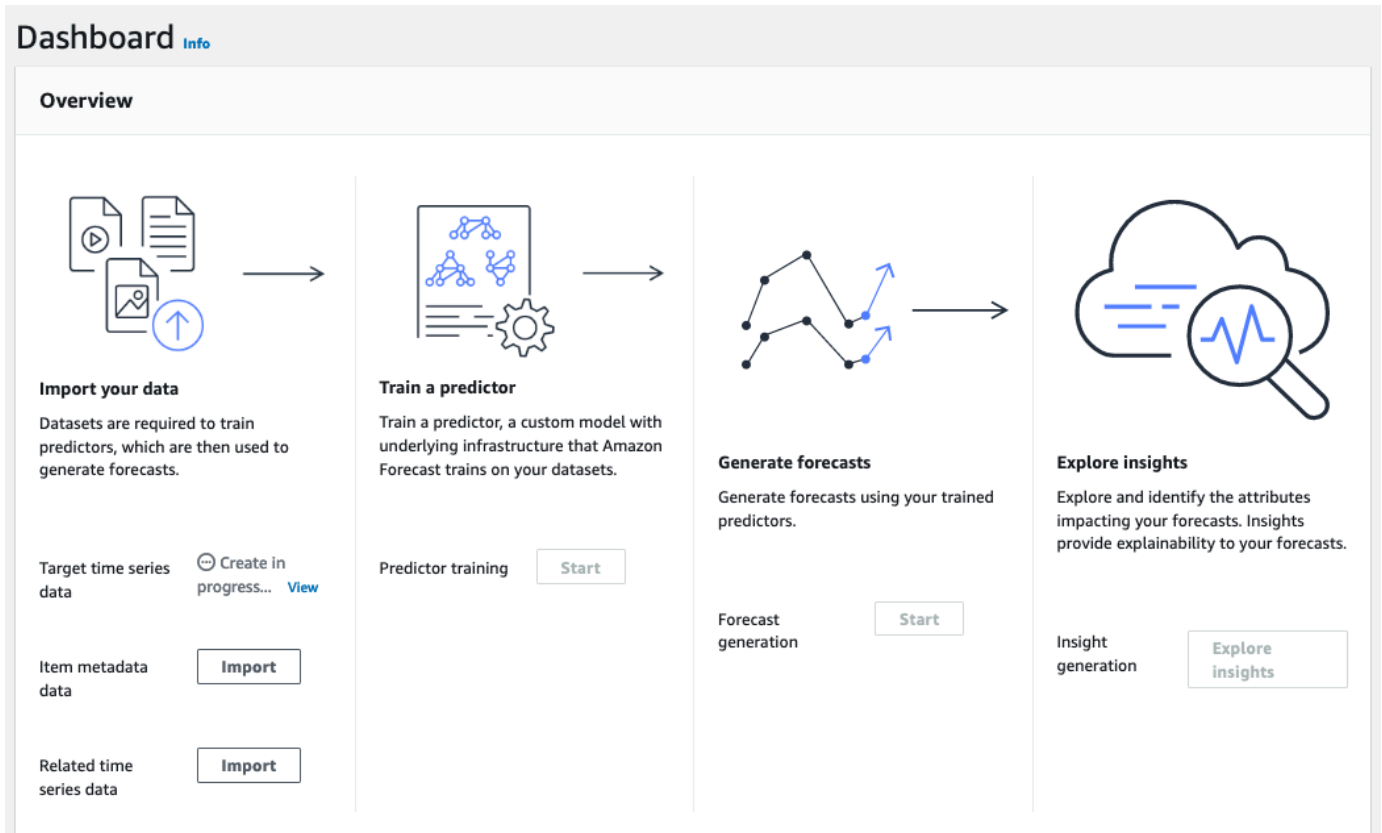 Dashboard Info
Overview
Import your data
Datasets are required to train
predictors, which are then used to
generate forecasts.
Target time series
data
Create in
progress... View
Item metadata
data
Import
Related time
series data
Import
Train a predictor
Train a predictor, a custom model with
underlying infrastructure that Amazon
Forecast trains on your datasets.
Predictor training
Start
Generate forecasts
Generate forecasts using your trained
predictors.
Forecast
generation
Start
Explore insights
Explore and identify the attributes
impacting your forecasts. Insights
provide explainability to your forecasts.
Insight
generation
Explore
insights